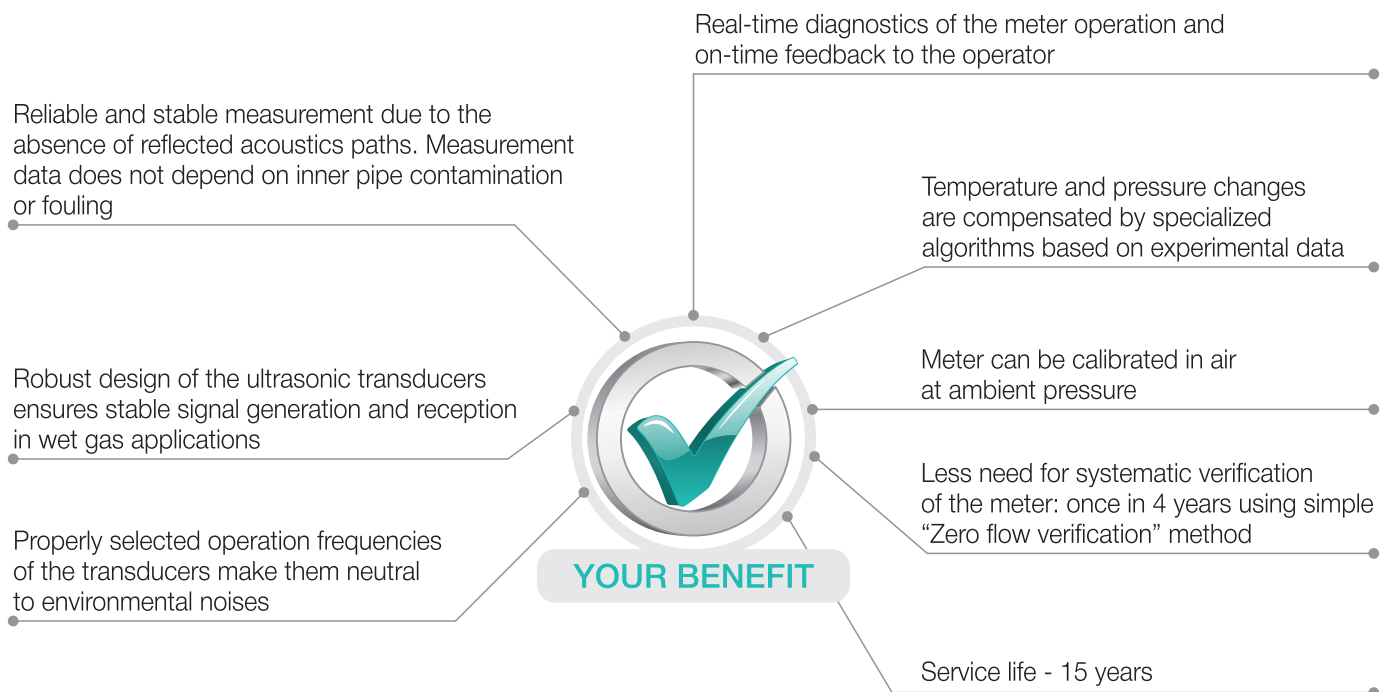 Real-time diagnostics of the meter operation and
on-time feedback to the operator
Reliable and stable measurement due to the
absence of reflected acoustics paths. Measurement
data does not depend on inner pipe contamination
or fouling
Temperature and pressure changes
are compensated by specialized
algorithms based on experimental data
Robust design of the ultrasonic transducers
ensures stable signal generation and reception
in wet gas applications
Meter can be calibrated in air
at ambient pressure
Less need for systematic verification
of the meter: once in 4 years using simple
“Zero flow verification” method
Properly selected operation frequencies
of the transducers make them neutral
to environmental noises
YOUR BENEFIT
Service life - 15 years